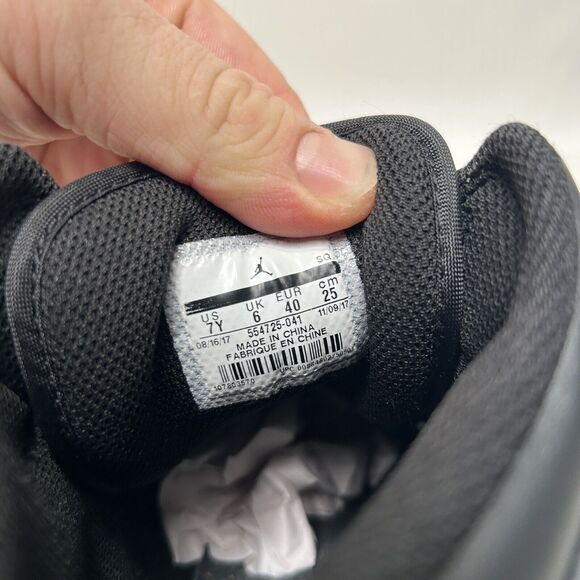 SQ
US UK EUR cm
7Y 6 40 25
08/16/17 554725-041 11/09/17
MADE IN CHINA
FABRIQUE EN CHINE